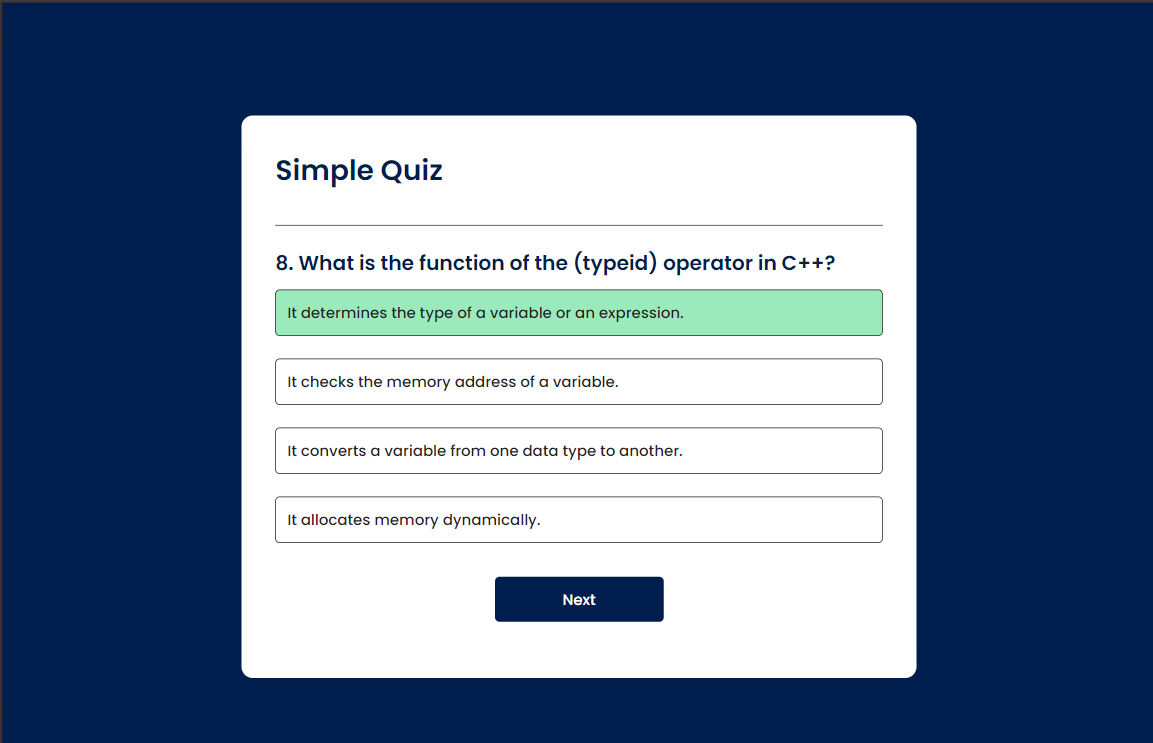 Simple Quiz
8. What is the function of the (typeid) operator in C++?
It determines the type of a variable or an expression.
It checks the memory address of a variable.
It converts a variable from one data type to another.
It allocates memory dynamically.
Next